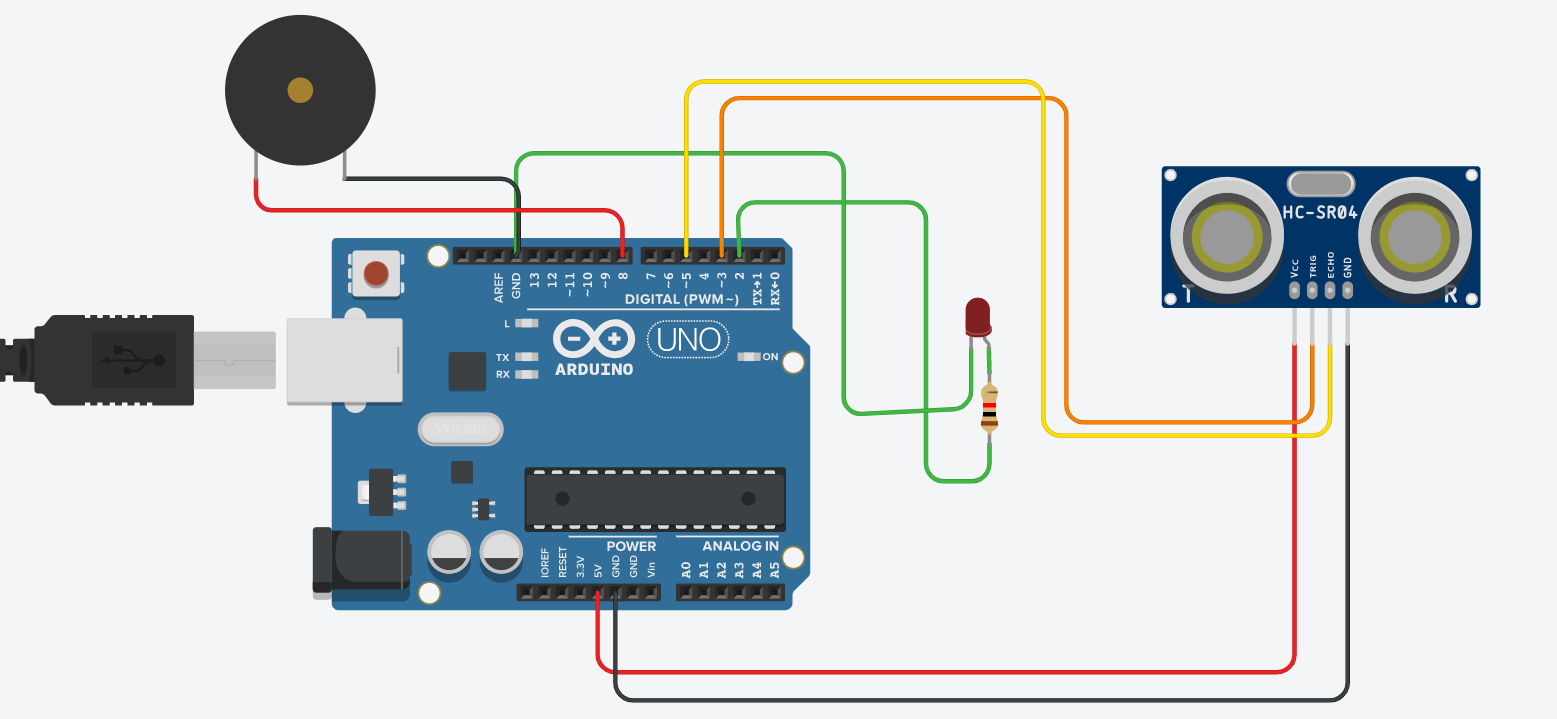 HC-SR04
VCC
TRIG
ECHO
GND
T
R
AREF
GND
13
12
~11
~10
~9
8
7
~6
~5
4
~3
2
TX→1
RX←0
DIGITAL (PWM~)
L
TX
RX
UNO
ARDUINO
ON
SPK16.000G
POWER
ANALOG IN
IOREF
RESET
3.3V
5V
GND
GND
Vin
A0
A1
A2
A3
A4
A5